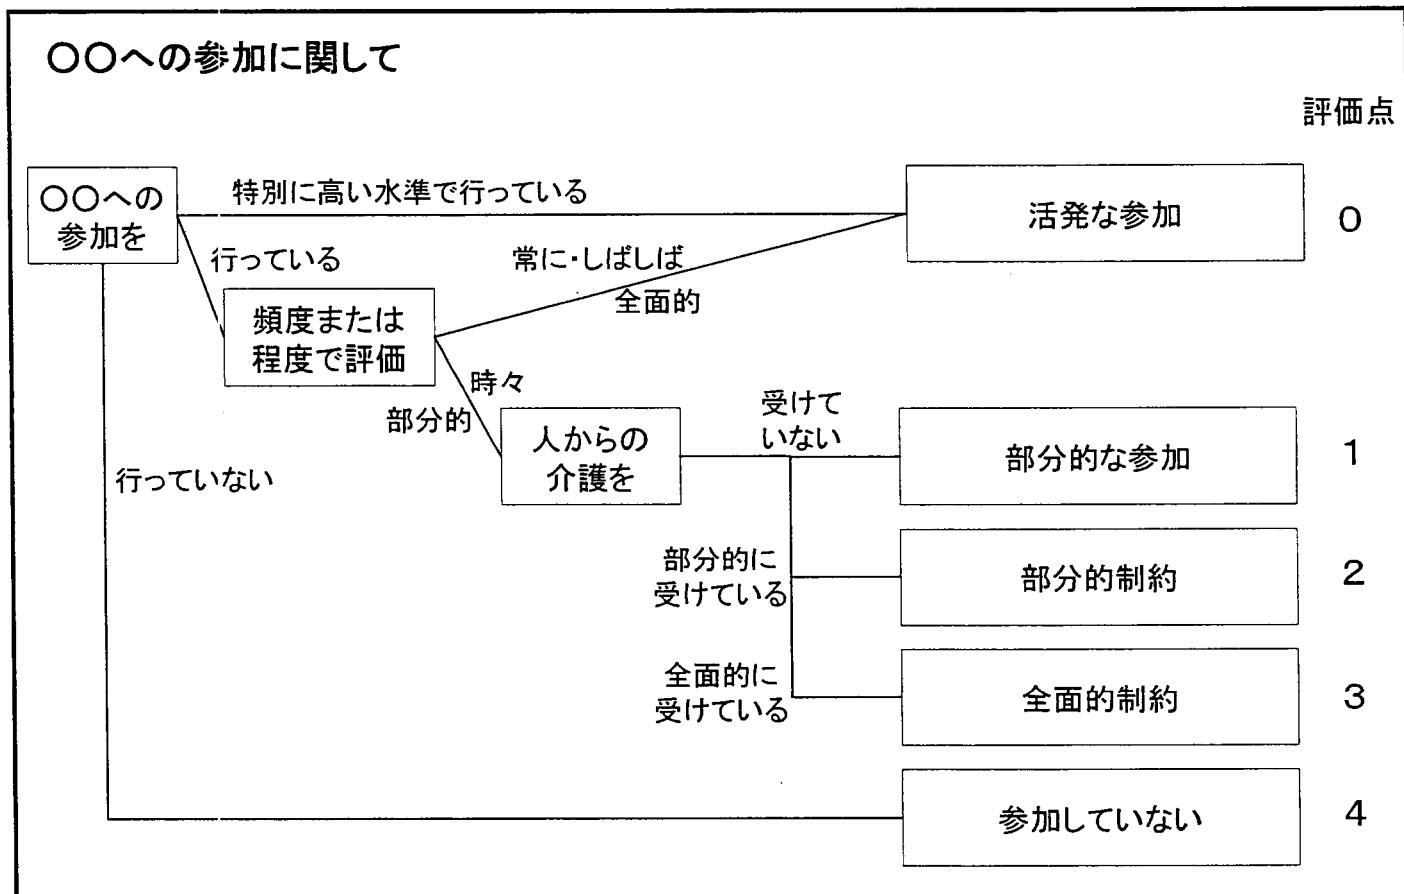 〇〇への参加に関して
評価点
〇〇への
参加を
特別に高い水準で行っている
活発な参加
0
行っている
常に・しばしば
全面的
頻度または
程度で評価
時々
部分的
人からの
介護を
受けて
いない
部分的な参加
1
行っていない
部分的に
受けている
部分的制約
2
全面的に
受けている
全面的制約
3
参加していない
4